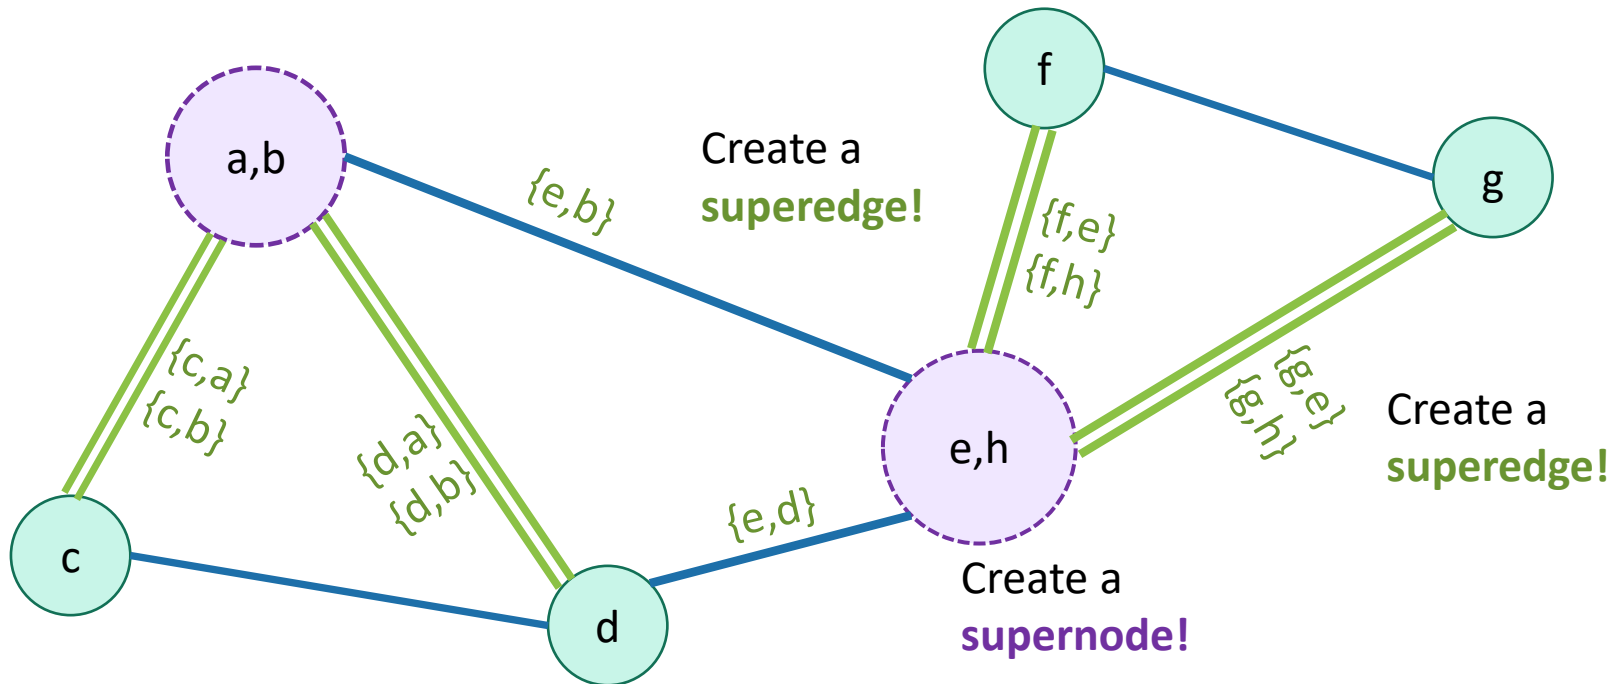 f
a,b
Create a
superedge!
g
{e,b}
{f,e}
{f,h}
{c,a}
{c,b}
{g,e}
{g,h}
Create a
superedge!
{d,a}
{d,b}
e,h
{e,d}
c
Create a
supernode!
d